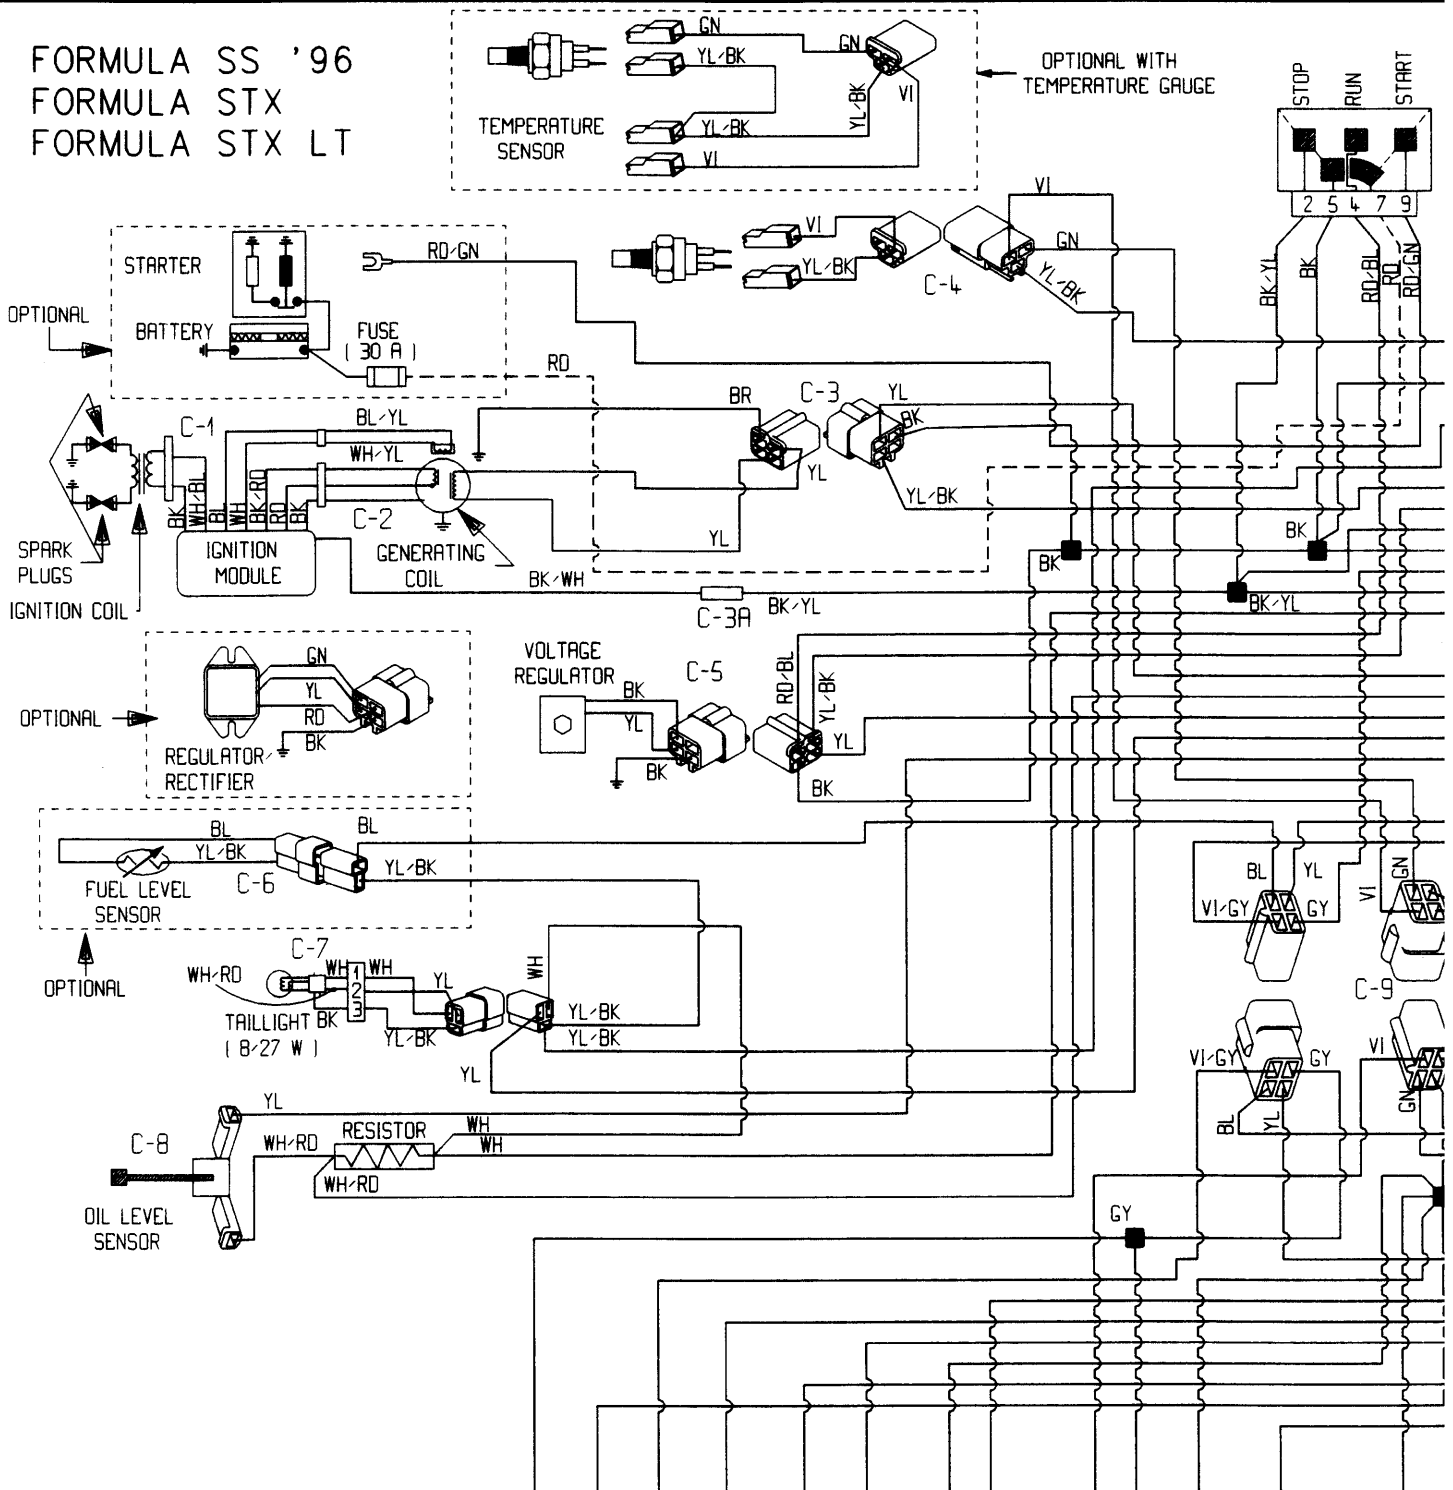 FORMULA SS '96
FORMULA STX
FORMULA STX LT
GN
YL/BK
YL/BK
VI
GN
YL/BK
VI
TEMPERATURE
SENSOR
OPTIONAL WITH
TEMPERATURE GAUGE
STOP
RUN
START
2 5 4 7 9
BK/YL
BK
RD/BL
RD
RD/GN
VI
YL/BK
C-4
VI
GN
YL/BK
STARTER
RD/GN
OPTIONAL
BATTERY
FUSE
( 30 A )
RD
C-1
BL/YL
WH/YL
BK
WH/BL
BL
WH
BK/RD
RD
BK
C-2
IGNITION
MODULE
GENERATING
COIL
SPARK
PLUGS
IGNITION COIL
BR
C-3
YL
BK
YL
YL/BK
YL
BK
BK
BK/WH
C-3A
BK/YL
BK/YL
GN
YL
RD
BK
OPTIONAL
REGULATOR/
RECTIFIER
VOLTAGE
REGULATOR
C-5
BK
YL
BK
RD/BL
YL/BK
YL
BK
BL
YL/BK
BL
YL/BK
C-6
FUEL LEVEL
SENSOR
OPTIONAL
BL
YL
VI/GY
GY
VI
GN
C-9
C-7
WH/RD
WH
1
2
3
WH
YL
BK
YL/BK
TAILLIGHT
( 8/27 W )
WH
YL/BK
YL/BK
YL
VI/GY
GY
BL
YL
VI
GN
YL
C-8
WH/RD
RESISTOR
WH
WH
WH/RD
OIL LEVEL
SENSOR
GY